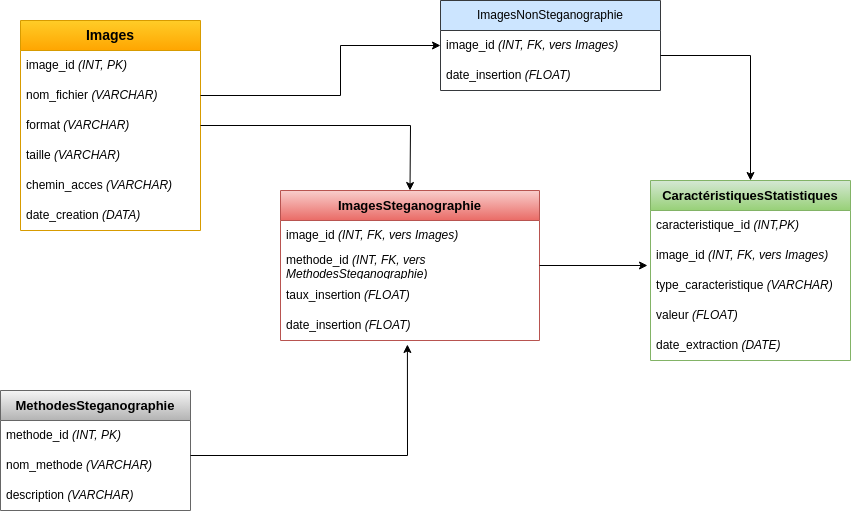 Images
image_id (INT, PK)
nom_fichier (VARCHAR)
format (VARCHAR)
taille (VARCHAR)
chemin_acces (VARCHAR)
date_creation (DATA)
ImagesNonSteganographie
image_id (INT, FK, vers Images)
date_insertion (FLOAT)
ImagesSteganographie
image_id (INT, FK, vers Images)
methode_id (INT, FK, vers
MethodesSteganographie)
taux_insertion (FLOAT)
date_insertion (FLOAT)
CaractéristiquesStatistiques
caracteristique_id (INT,PK)
image_id (INT, FK, vers Images)
type_caracteristique (VARCHAR)
valeur (FLOAT)
date_extraction (DATE)
MethodesSteganographie
methode_id (INT, PK)
nom_methode (VARCHAR)
description (VARCHAR)